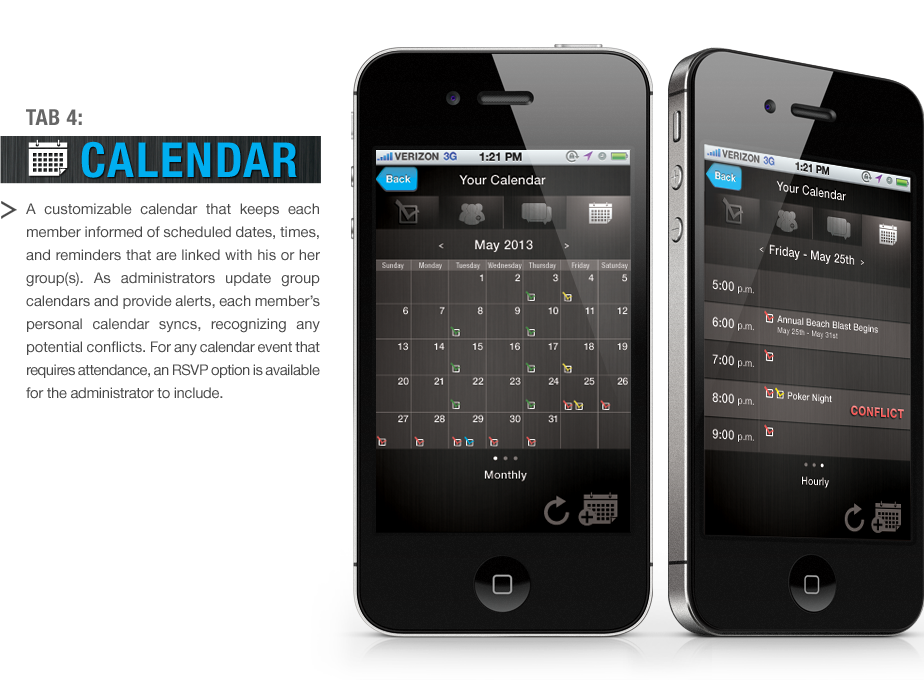 TAB 4:
CALENDAR
A customizable calendar that keeps each
member informed of scheduled dates, times,
and reminders that are linked with his or her
group(s). As administrators update group
calendars and provide alerts, each member's
personal calendar syncs, recognizing any
potential conflicts. For any calendar event that
requires attendance, an RSVP option is available
for the administrator to include.
VERIZON 3G 1:21 PM
Back Your Calendar
< May 2013 >
Sunday Monday Tuesday Wednesday Thursday Friday Saturday
1 2 3 4 5
6 7 8 9 10 11 12
13 14 15 16 17 18 19
20 21 22 23 24 25 26
27 28 29 30 31
Monthly
VERIZON 3G 1:21 PM
Back Your Calendar
< Friday - May 25th >
5:00 p.m.
6:00 p.m. Annual Beach Blast Begins
May 25th - May 31st
7:00 p.m.
8:00 p.m. Poker Night
CONFLICT
9:00 p.m.
Hourly